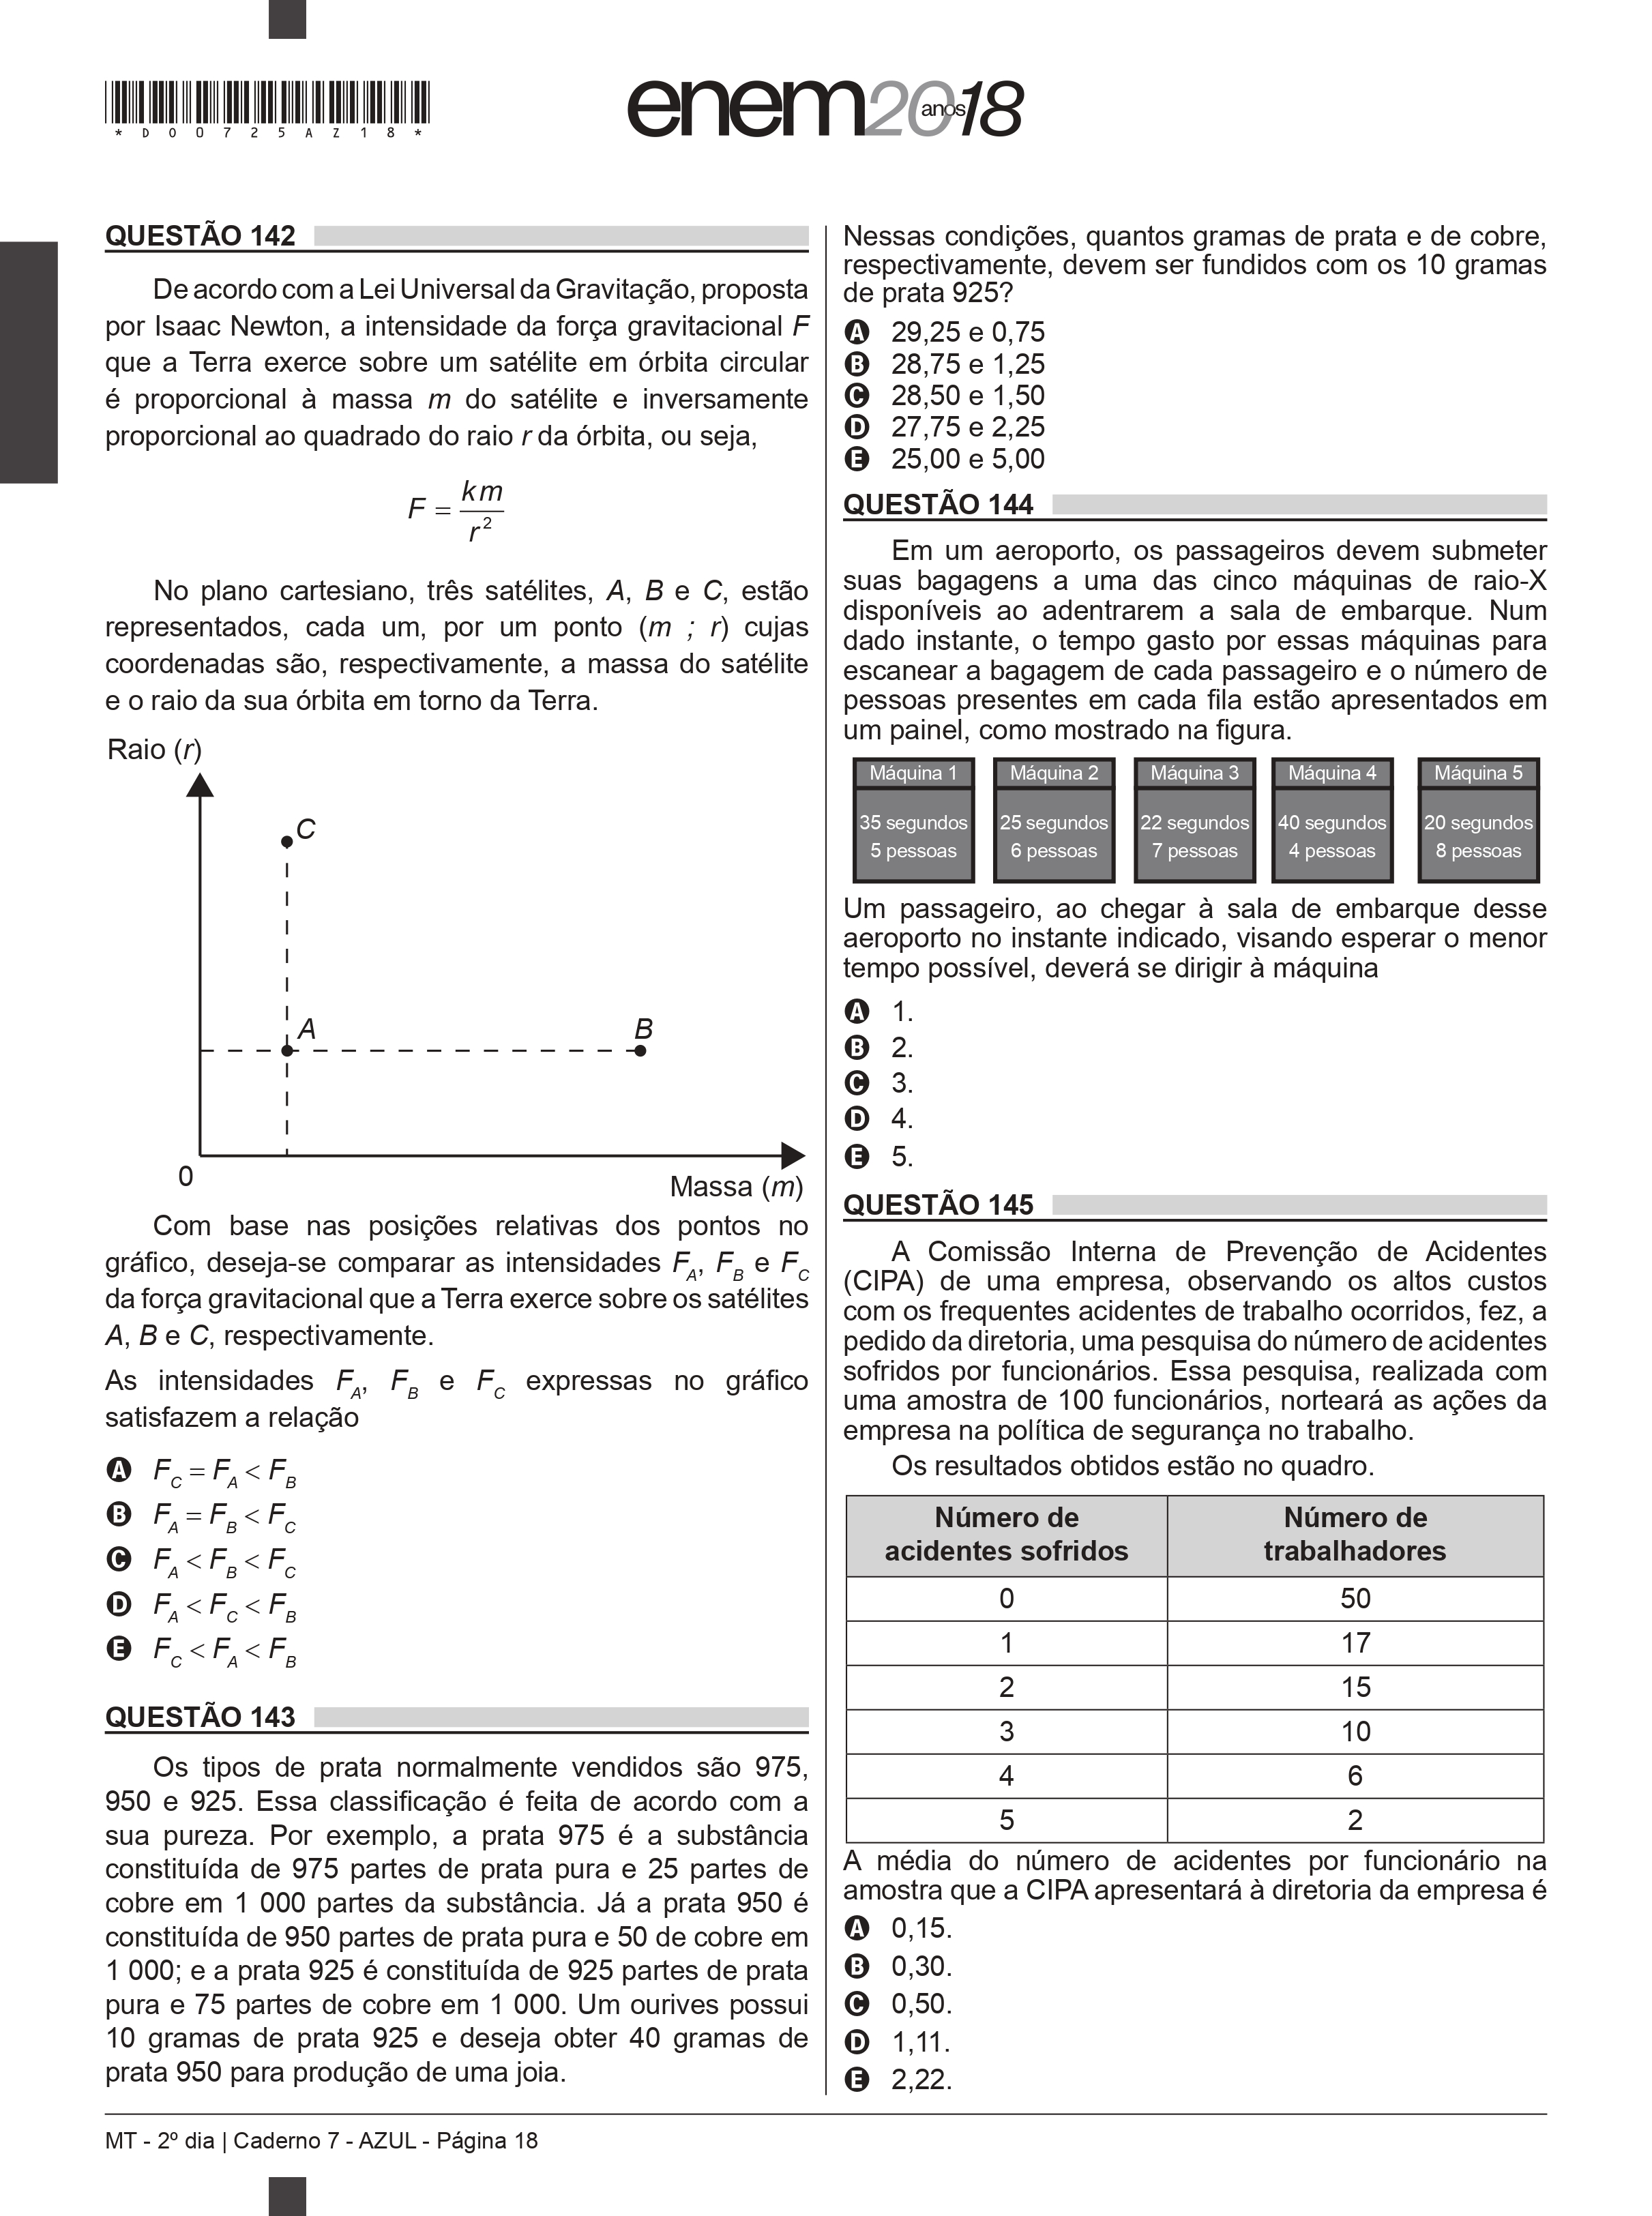 *D0725AZ18*
enem20anos18
QUESTÃO 142
De acordo com a Lei Universal da Gravitação, proposta
por Isaac Newton, a intensidade da força gravitacional F
que a Terra exerce sobre um satélite em órbita circular
é proporcional à massa m do satélite e inversamente
proporcional ao quadrado do raio r da órbita, ou seja,
F = km / r²
No plano cartesiano, três satélites, A, B e C, estão
representados, cada um, por um ponto (m ; r) cujas
coordenadas são, respectivamente, a massa do satélite
e o raio da sua órbita em torno da Terra.
Raio (r)
C
A
B
0
Massa (m)
Com base nas posições relativas dos pontos no
gráfico, deseja-se comparar as intensidades F_A, F_B e F_C
da força gravitacional que a Terra exerce sobre os satélites
A, B e C, respectivamente.
As intensidades F_A, F_B e F_C expressas no gráfico
satisfazem a relação
A F_C = F_A < F_B
B F_A = F_B < F_C
C F_A < F_B < F_C
D F_A < F_C < F_B
E F_C < F_A < F_B
QUESTÃO 143
Os tipos de prata normalmente vendidos são 975,
950 e 925. Essa classificação é feita de acordo com a
sua pureza. Por exemplo, a prata 975 é a substância
constituída de 975 partes de prata pura e 25 partes de
cobre em 1 000 partes da substância. Já a prata 950 é
constituída de 950 partes de prata pura e 50 de cobre em
1 000; e a prata 925 é constituída de 925 partes de prata
pura e 75 partes de cobre em 1 000. Um ourives possui
10 gramas de prata 925 e deseja obter 40 gramas de
prata 950 para produção de uma joia.
Nessas condições, quantos gramas de prata e de cobre,
respectivamente, devem ser fundidos com os 10 gramas
de prata 925?
A 29,25 e 0,75
B 28,75 e 1,25
C 28,50 e 1,50
D 27,75 e 2,25
E 25,00 e 5,00
QUESTÃO 144
Em um aeroporto, os passageiros devem submeter
suas bagagens a uma das cinco máquinas de raio-X
disponíveis ao adentrarem a sala de embarque. Num
dado instante, o tempo gasto por essas máquinas para
escanear a bagagem de cada passageiro e o número de
pessoas presentes em cada fila estão apresentados em
um painel, como mostrado na figura.
Máquina 1 Máquina 2 Máquina 3 Máquina 4 Máquina 5
35 segundos 25 segundos 22 segundos 40 segundos 20 segundos
5 pessoas 6 pessoas 7 pessoas 4 pessoas 8 pessoas
Um passageiro, ao chegar à sala de embarque desse
aeroporto no instante indicado, visando esperar o menor
tempo possível, deverá se dirigir à máquina
A 1.
B 2.
C 3.
D 4.
E 5.
QUESTÃO 145
A Comissão Interna de Prevenção de Acidentes
(CIPA) de uma empresa, observando os altos custos
com os frequentes acidentes de trabalho ocorridos, fez, a
pedido da diretoria, uma pesquisa do número de acidentes
sofridos por funcionários. Essa pesquisa, realizada com
uma amostra de 100 funcionários, norteará as ações da
empresa na política de segurança no trabalho.
Os resultados obtidos estão no quadro.
Número de acidentes sofridos Número de trabalhadores
0 50
1 17
2 15
3 10
4 6
5 2
A média do número de acidentes por funcionário na
amostra que a CIPA apresentará à diretoria da empresa é
A 0,15.
B 0,30.
C 0,50.
D 1,11.
E 2,22.
MT - 2º dia | Caderno 7 - AZUL - Página 18